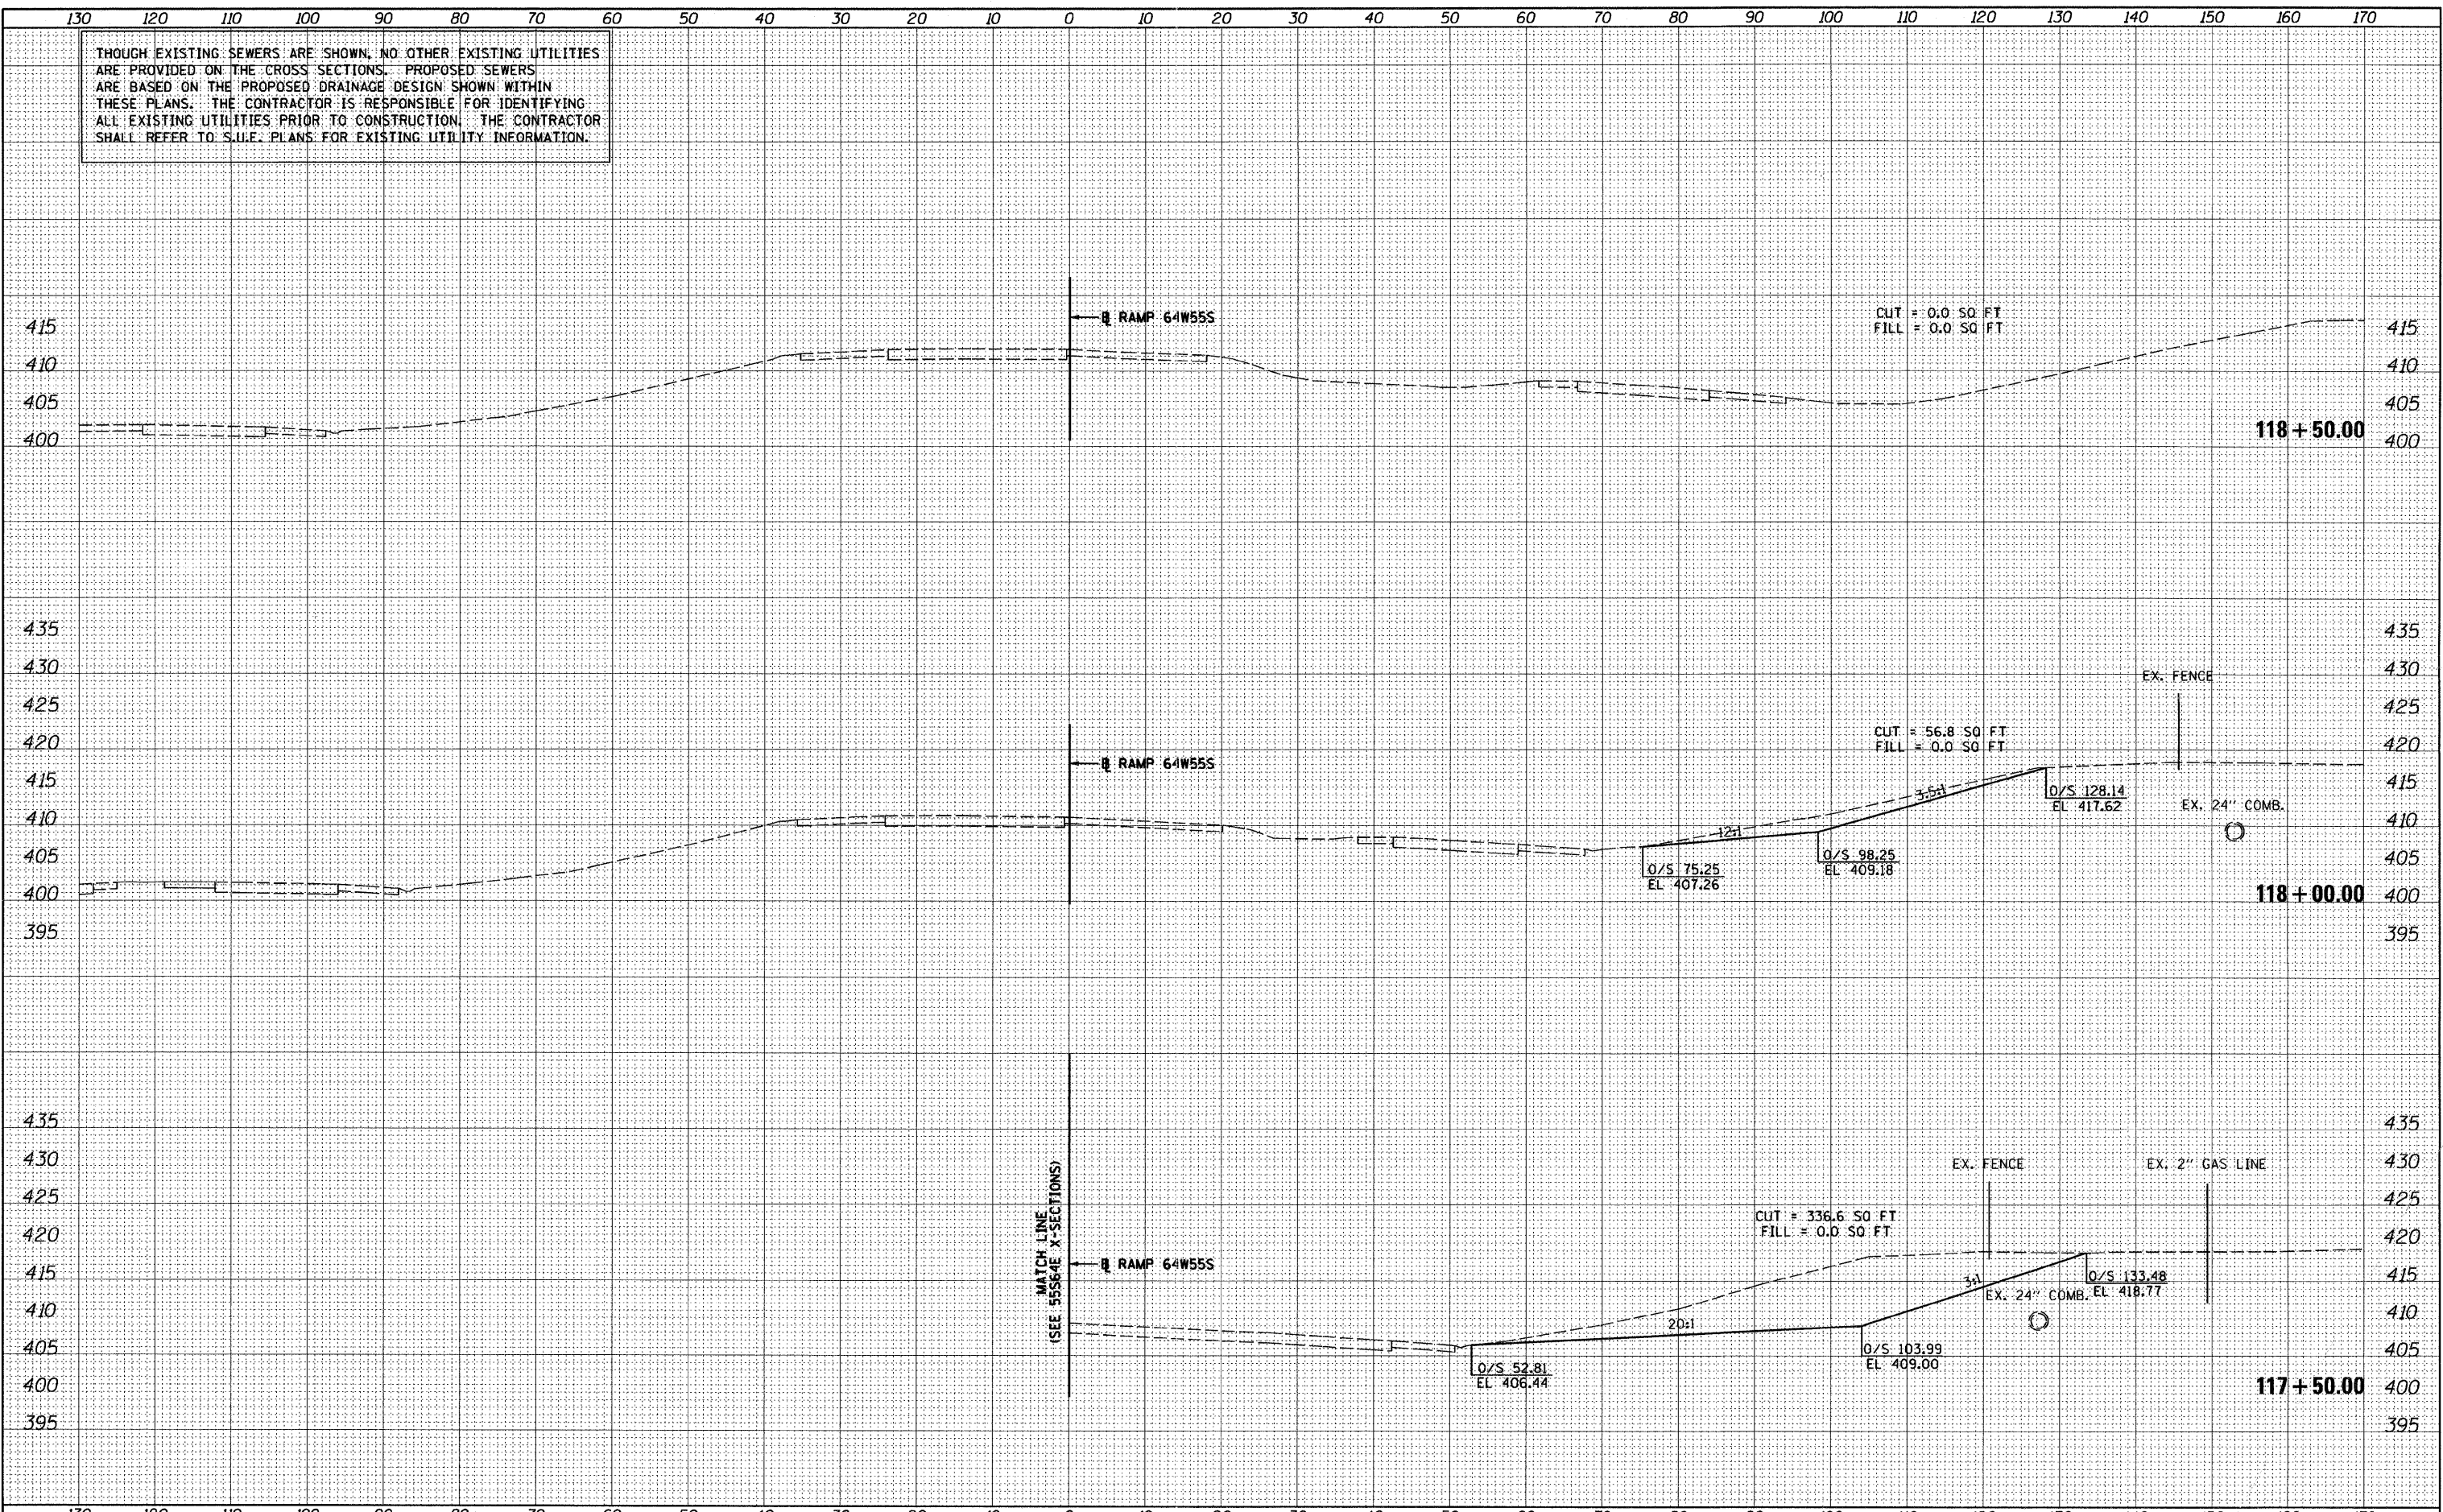 130 120 110 100 90 80 70 60 50 40 30 20 10 0 10 20 30 40 50 60 70 80 90 100 110 120 130 140 150 160 170
THOUGH EXISTING SEWERS ARE SHOWN, NO OTHER EXISTING UTILITIES
ARE PROVIDED ON THE CROSS SECTIONS. PROPOSED SEWERS
ARE BASED ON THE PROPOSED DRAINAGE DESIGN SHOWN WITHIN
THESE PLANS. THE CONTRACTOR IS RESPONSIBLE FOR IDENTIFYING
ALL EXISTING UTILITIES PRIOR TO CONSTRUCTION. THE CONTRACTOR
SHALL REFER TO S.U.E. PLANS FOR EXISTING UTILITY INFORMATION.
CUT = 0.0 SQ FT
FILL = 0.0 SQ FT
RAMP 64W55S
415 415
410 410
405 405
118+50.00
400 400
435 435
430 430
EX. FENCE
425 425
CUT = 56.8 SQ FT
FILL = 0.0 SQ FT
420 420
RAMP 64W55S
415 415
3.5:1
O/S 128.14
EL 417.62
EX. 24" COMB.
410 410
12:1
405 405
O/S 98.25
EL 409.18
O/S 75.25
EL 407.26
118+00.00
400 400
395 395
435 435
430 430
EX. FENCE
EX. 2" GAS LINE
425 425
CUT = 336.6 SQ FT
FILL = 0.0 SQ FT
420 420
MATCH LINE
(SEE 55S64E X-SECTIONS)
RAMP 64W55S
415 415
3:1
O/S 133.48
EL 418.77
EX. 24" COMB.
410 410
20:1
405 405
O/S 103.99
EL 409.00
O/S 52.81
EL 406.44
117+50.00
400 400
395 395